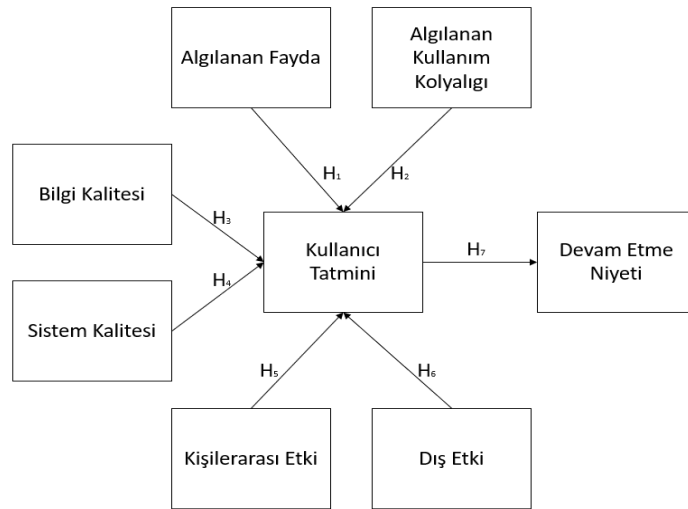 Algılanan Fayda
Algılanan
Kullanım
Kolyalıgı
H₁
H₂
Bilgi Kalitesi
H₃
Kullanıcı
Tatmini
H₇
Devam Etme
Niyeti
H₄
Sistem Kalitesi
H₅
H₆
Kişilerarası Etki
Dış Etki